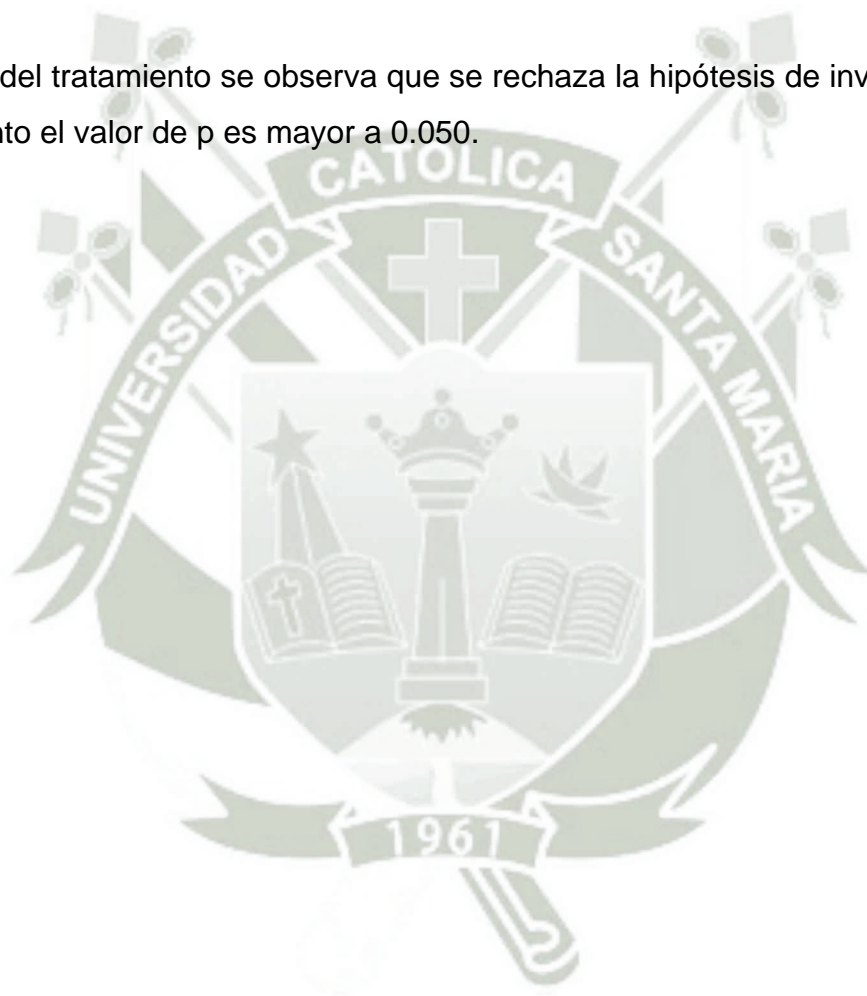 del tratamiento se observa que se rechaza la hipótesis de inv
nto el valor de p es mayor a 0.050.
UNIVERSIDAD CATOLICA SANTA MARIA
1961